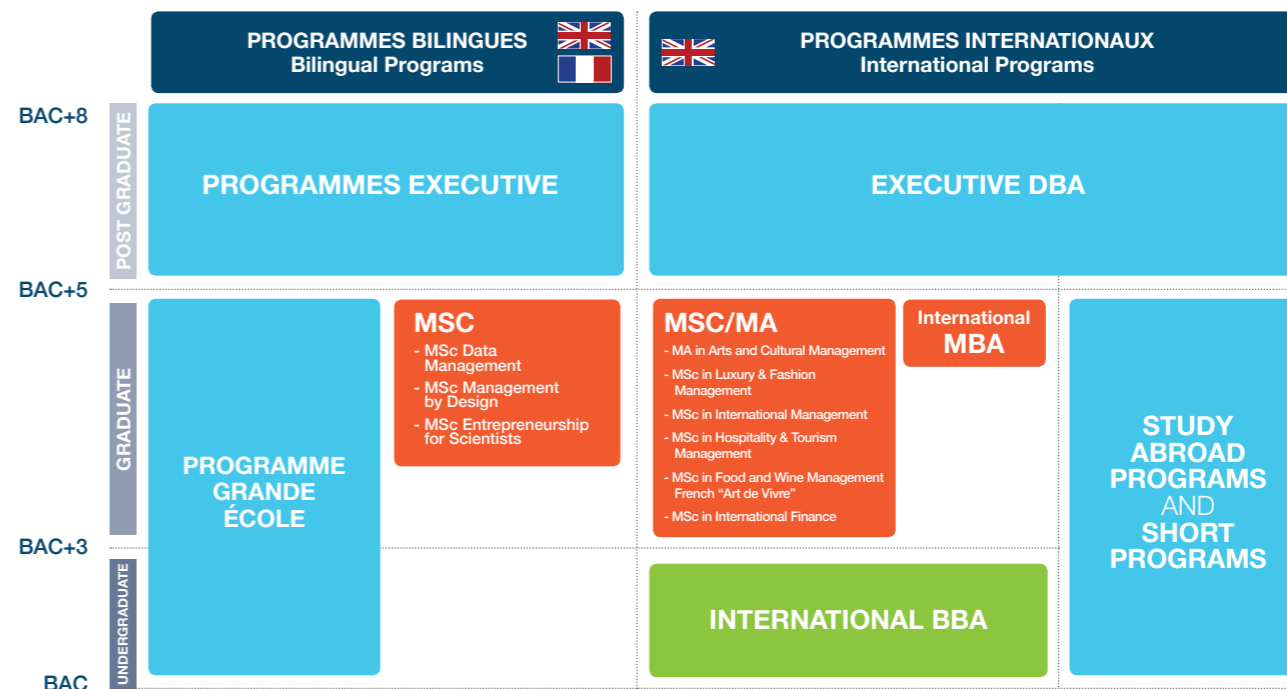 PROGRAMMES BILINGUES
Bilingual Programs
PROGRAMMES INTERNATIONAUX
International Programs
BAC+8
POST GRADUATE
PROGRAMMES EXECUTIVE
EXECUTIVE DBA
BAC+5
GRADUATE
PROGRAMME
GRANDE
ÉCOLE
MSC
- MSc Data
Management
- MSc Management
by Design
- MSc Entrepreneurship
for Scientists
MSC/MA
- MA in Arts and Cultural Management
- MSc in Luxury & Fashion
Management
- MSc in International Management
- MSc in Hospitality & Tourism
Management
- MSc in Food and Wine Management
French “Art de Vivre”
- MSc in International Finance
International
MBA
STUDY
ABROAD
PROGRAMS
AND
SHORT
PROGRAMS
BAC+3
UNDERGRADUATE
INTERNATIONAL BBA
BAC